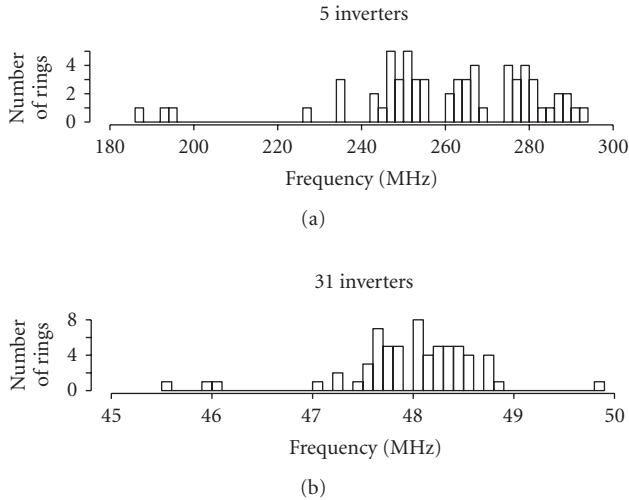 5 inverters
Number
of rings
4
2
0
180 200 220 240 260 280 300
Frequency (MHz)
(a)
31 inverters
Number
of rings
8
4
0
45 46 47 48 49 50
Frequency (MHz)
(b)